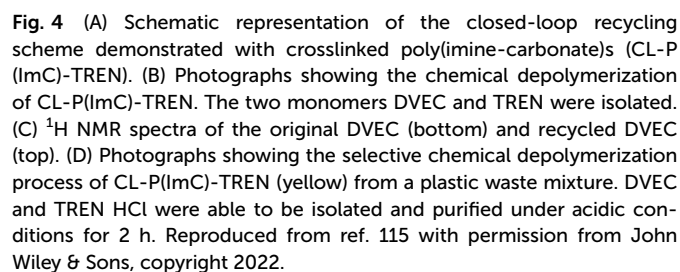 Fig. 4 (A) Schematic representation of the closed-loop recycling
scheme demonstrated with crosslinked poly(imine-carbonate)s (CL-P
(ImC)-TREN). (B) Photographs showing the chemical depolymerization
of CL-P(ImC)-TREN. The two monomers DVEC and TREN were isolated.
(C) ¹H NMR spectra of the original DVEC (bottom) and recycled DVEC
(top). (D) Photographs showing the selective chemical depolymerization
process of CL-P(ImC)-TREN (yellow) from a plastic waste mixture. DVEC
and TREN HCl were able to be isolated and purified under acidic con-
ditions for 2 h. Reproduced from ref. 115 with permission from John
Wiley & Sons, copyright 2022.